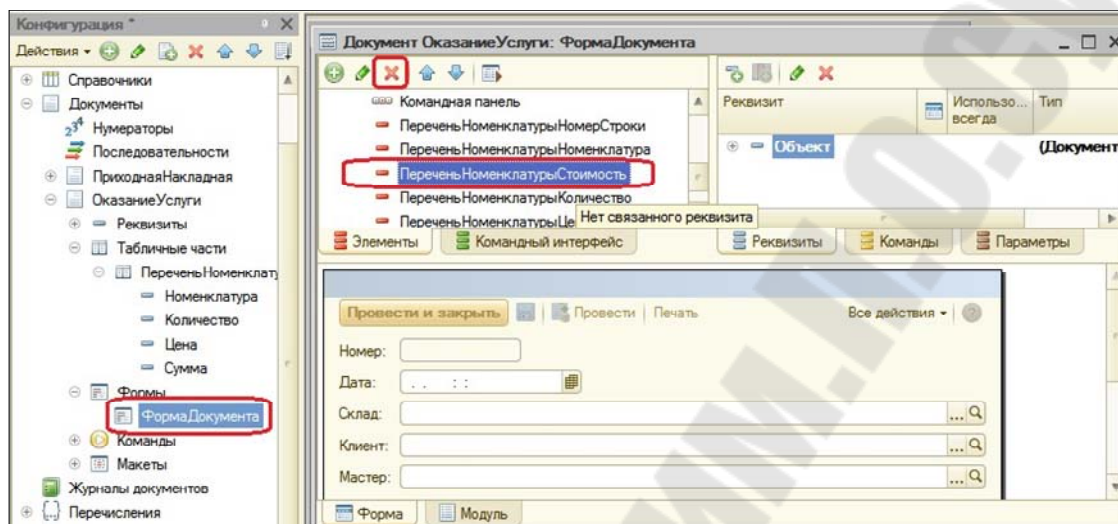 Конфигурация *
Действия
Справочники
Документы
Нумераторы
Последовательности
ПриходнаяНакладная
ОказаниеУслуги
Реквизиты
Табличные части
ПереченьНоменклат
Номенклатура
Количество
Цена
Сумма
Формы
ФормаДокумента
Команды
Макеты
Журналы документов
Перечисления
Документ ОказаниеУслуги: ФормаДокумента
Командная панель
ПереченьНоменклатурыНомерСтроки
ПереченьНоменклатурыНоменклатура
ПереченьНоменклатурыСтоимость
ПереченьНоменклатурыКоличество
ПереченьНоменклатурыЦе
Нет связанного реквизита
Элементы
Командный интерфейс
Реквизит
Использо...
всегда
Тип
Объект
(Документ
Реквизиты
Команды
Параметры
Провести и закрыть
Провести
Печать
Все действия
Номер:
Дата:
. . : :
Склад:
...
Клиент:
...
Мастер:
...
Форма
Модуль